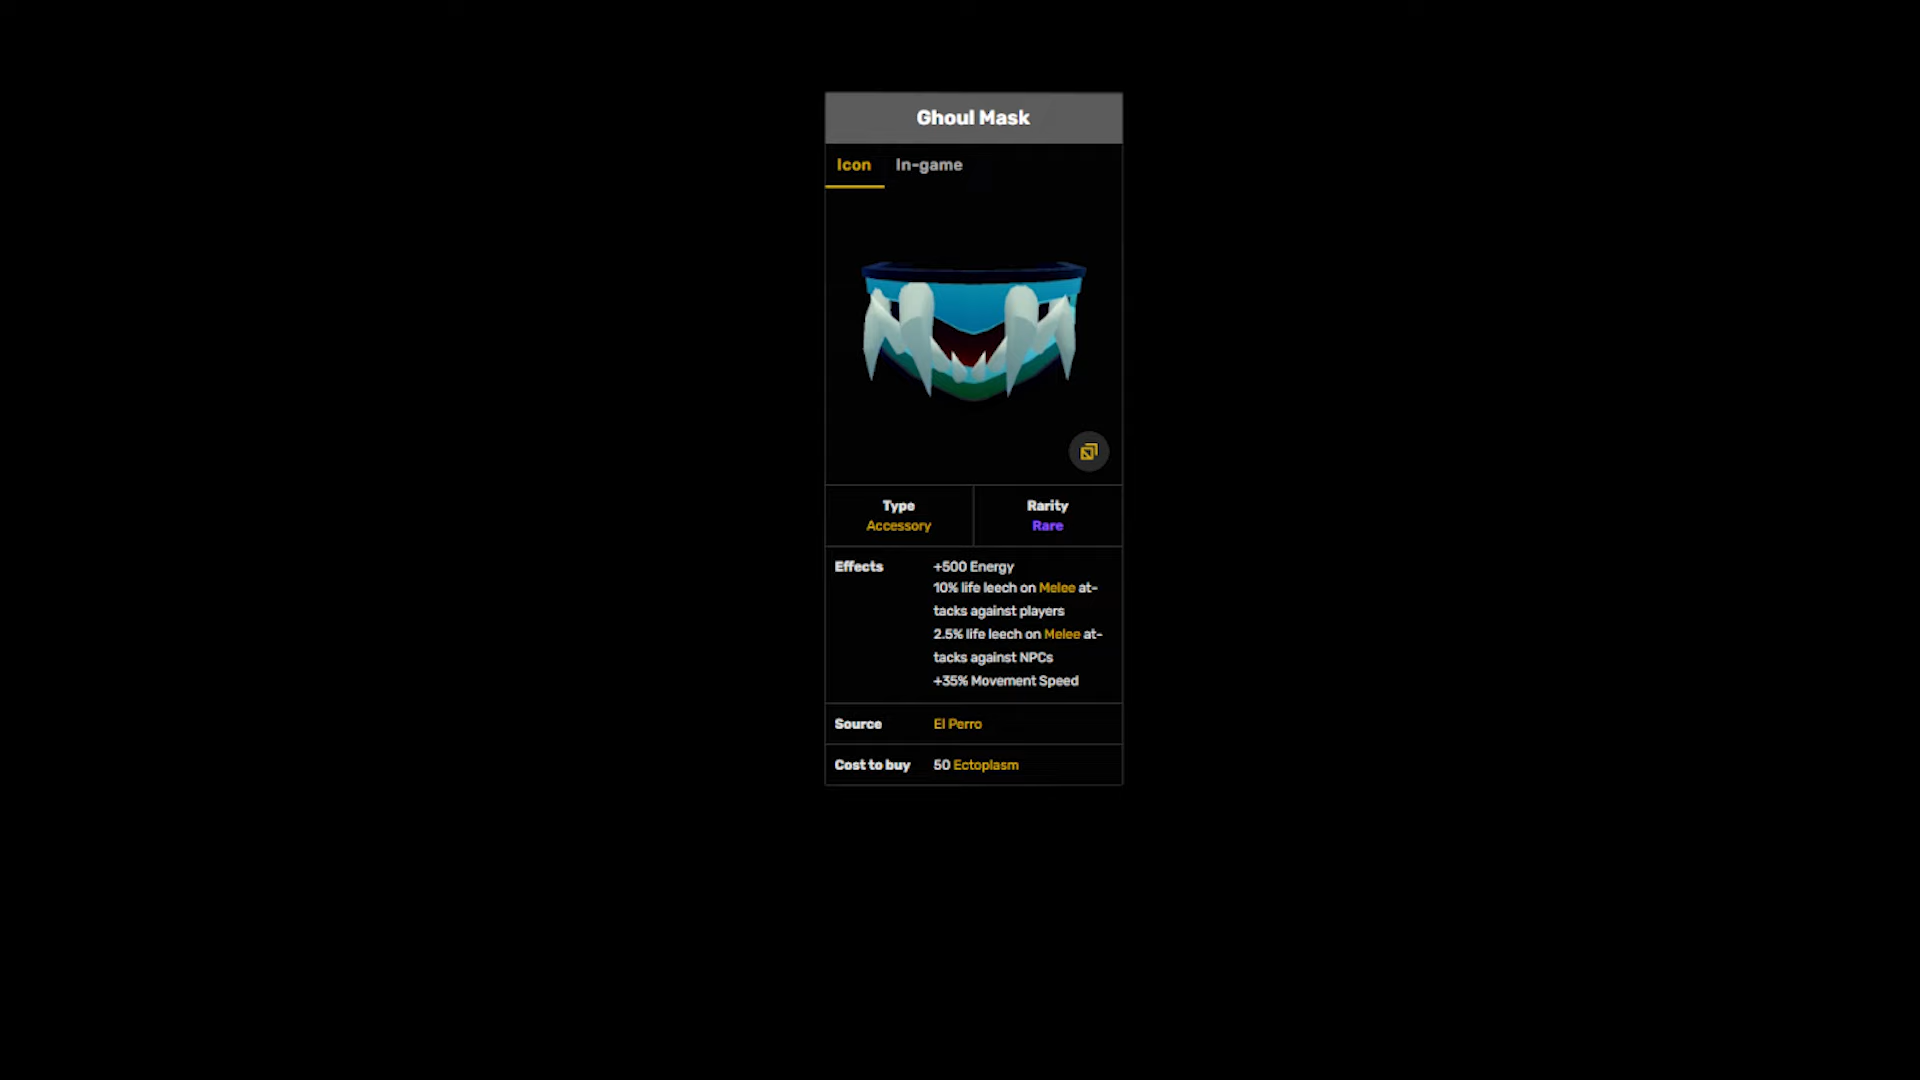 Ghoul Mask
Icon In-game
Type Rarity
Accessory Rare
Effects +500 Energy
10% life leech on Melee at-
tacks against players
2.5% life leech on Melee at-
tacks against NPCs
+35% Movement Speed
Source El Perro
Cost to buy 50 Ectoplasm